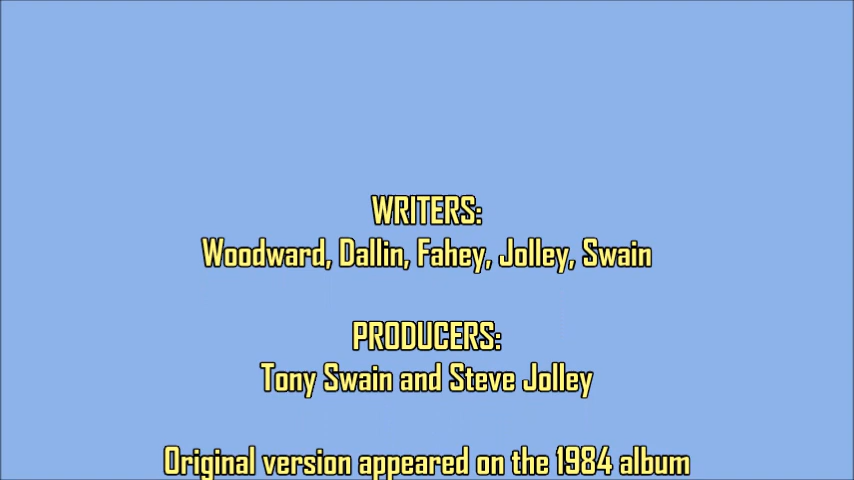 WRITERS:
Woodward, Dallin, Fahey, Jolley, Swain
PRODUCERS:
Tony Swain and Steve Jolley
Original version appeared on the 1984 album